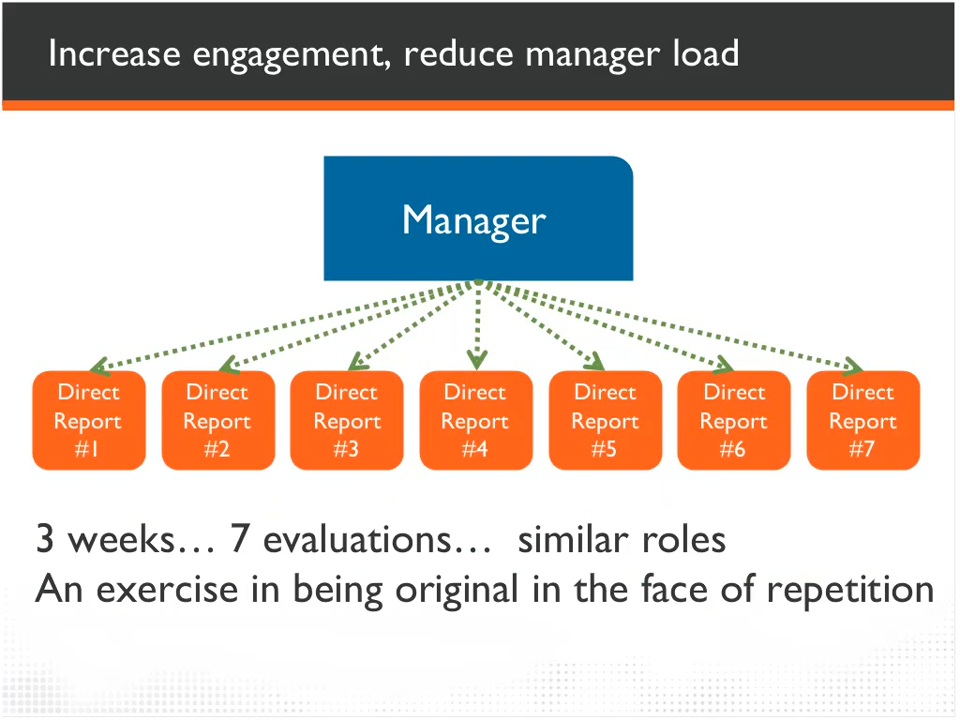 Increase engagement, reduce manager load
Manager
Direct
Report
#1
Direct
Report
#2
Direct
Report
#3
Direct
Report
#4
Direct
Report
#5
Direct
Report
#6
Direct
Report
#7
3 weeks… 7 evaluations…  similar roles
An exercise in being original in the face of repetition